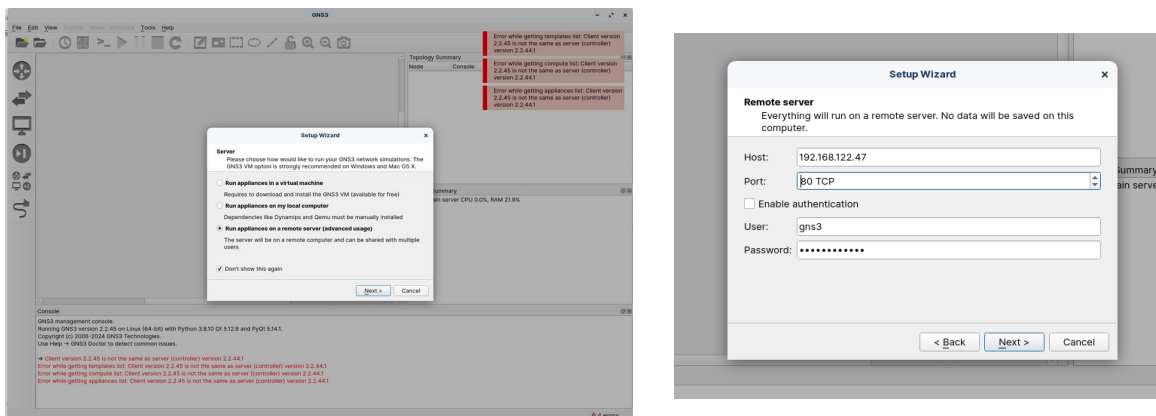 GNS3
File Edit View Control Node Annotate Tools Help
Error while getting templates list: Client version
2.2.45 is not the same as server (controller)
version 2.2.44.1
Error while getting compute list: Client version
2.2.45 is not the same as server (controller)
version 2.2.44.1
Error while getting appliances list: Client version
2.2.45 is not the same as server (controller)
version 2.2.44.1
Topology Summary
Node Console
Setup Wizard
Server
Please choose how would like to run your GNS3 network simulations. The
GNS3 VM option is strongly recommended on Windows and Mac OS X.
Run appliances in a virtual machine
Requires to download and install the GNS3 VM (available for free)
Run appliances on my local computer
Dependencies like Dynamips and Qemu must be manually installed
Run appliances on a remote server (advanced usage)
The server will be on a remote computer and can be shared with multiple
users
Don't show this again
Next > Cancel
ummary
ain server CPU 0.0%, RAM 21.9%
Console
GNS3 management console.
Running GNS3 version 2.2.45 on Linux (64-bit) with Python 3.8.10 Qt 5.12.8 and PyQt 5.14.1.
Copyright (c) 2006-2024 GNS3 Technologies.
Use Help -> GNS3 Doctor to detect common issues.
=> Client version 2.2.45 is not the same as server (controller) version 2.2.44.1
Error while getting templates list: Client version 2.2.45 is not the same as server (controller) version 2.2.44.1
Error while getting compute list: Client version 2.2.45 is not the same as server (controller) version 2.2.44.1
Error while getting appliances list: Client version 2.2.45 is not the same as server (controller) version 2.2.44.1
4 errors
Setup Wizard
Remote server
Everything will run on a remote server. No data will be saved on this
computer.
Host: 192.168.122.47
Port: 80 TCP
Enable authentication
User: gns3
Password: ••••••••••••
< Back Next > Cancel
Summary
ain serve